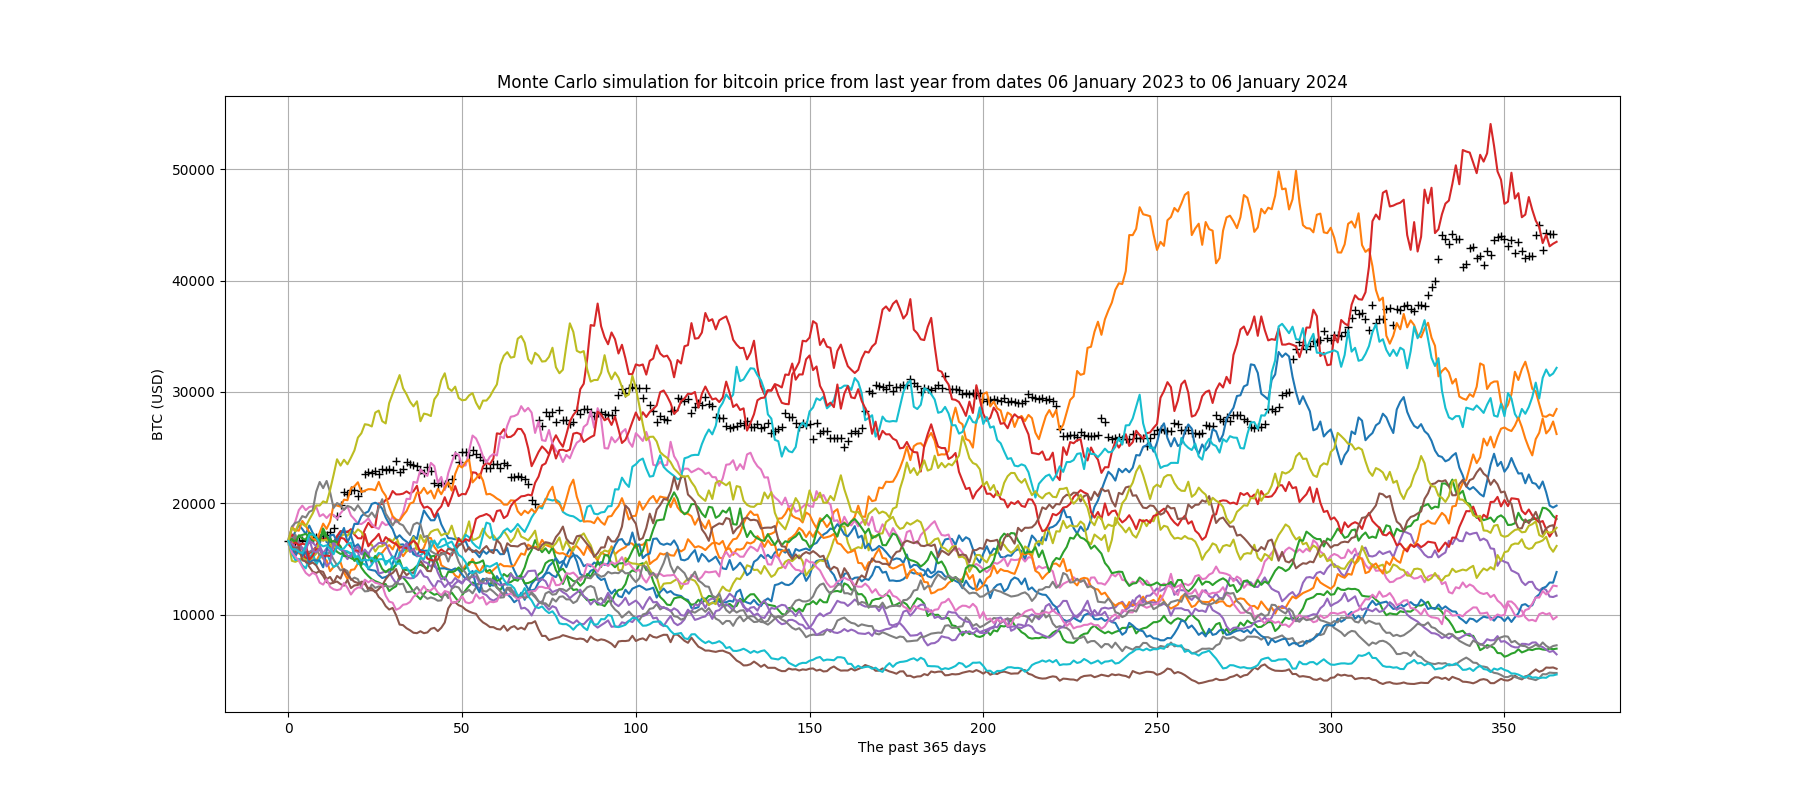 Monte Carlo simulation for bitcoin price from last year from dates 06 January 2023 to 06 January 2024
50000
40000
30000
20000
10000
BTC (USD)
0 50 100 150 200 250 300 350
The past 365 days